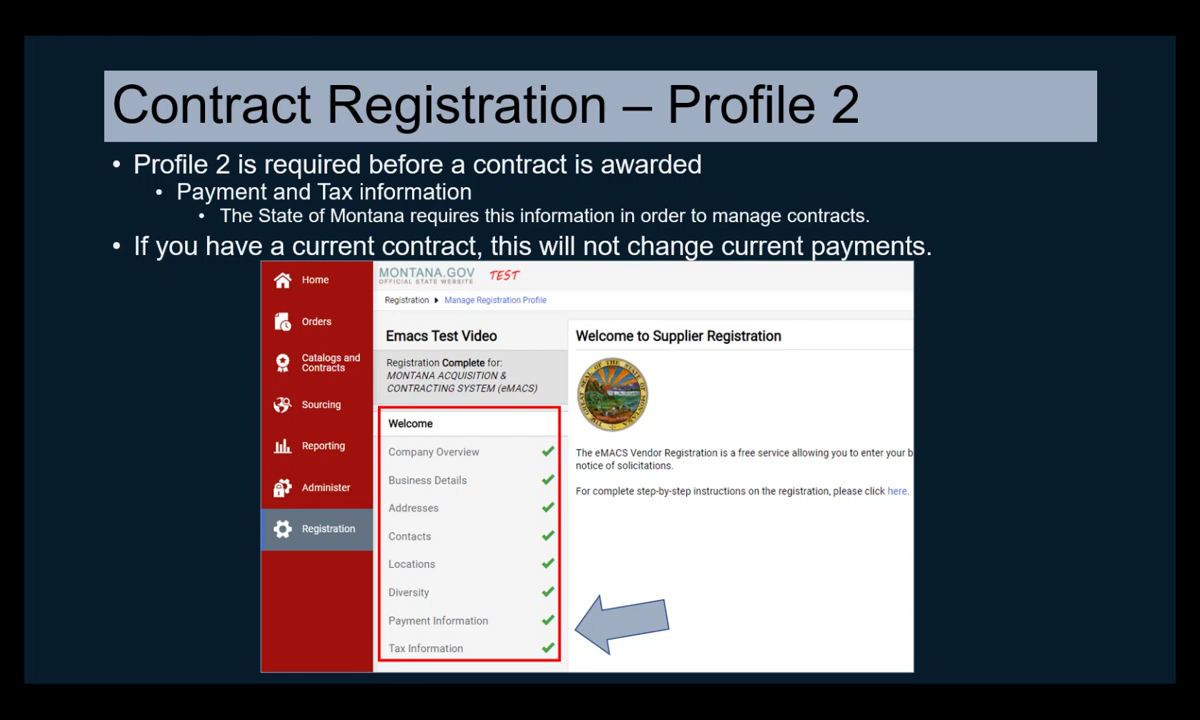 Contract Registration – Profile 2
• Profile 2 is required before a contract is awarded
• Payment and Tax information
• The State of Montana requires this information in order to manage contracts.
• If you have a current contract, this will not change current payments.
Home
Orders
Catalogs and
Contracts
Sourcing
Reporting
Administer
Registration
MONTANA.GOV
OFFICIAL STATE WEBSITE
TEST
Registration
Manage Registration Profile
Emacs Test Video
Registration Complete for:
MONTANA ACQUISITION &
CONTRACTING SYSTEM (eMACS)
Welcome
Company Overview
Business Details
Addresses
Contacts
Locations
Diversity
Payment Information
Tax Information
Welcome to Supplier Registration
The eMACS Vendor Registration is a free service allowing you to enter your b
notice of solicitations.
For complete step-by-step instructions on the registration, please click here.